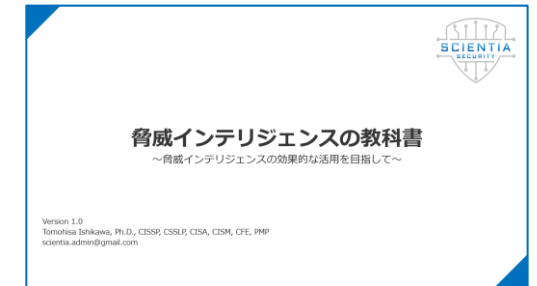 SCIENTIA
SECURITY
脅威インテリジェンスの教科書
～脅威インテリジェンスの効果的な活用を目指して～
Version 1.0
Tomohisa Ishikawa, Ph.D., CISSP, CSSLP, CISA, CISM, CFE, PMP
scientia.admin@gmail.com